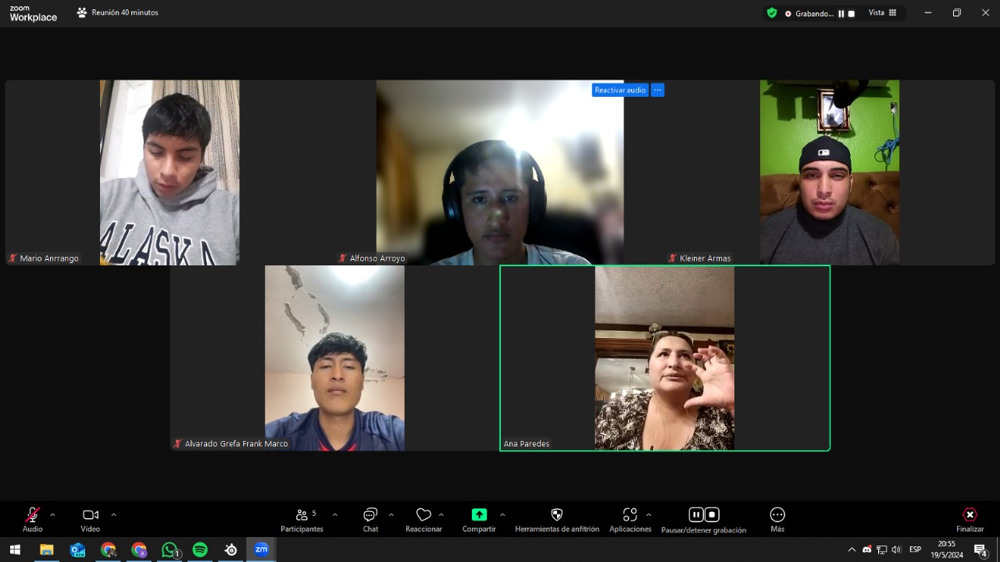 zoom
Workplace
Reunión 40 minutos
Grabando...
Vista
Reactivar audio
...
ALASKA
Mario Anrrango
Alfonso Arroyo
Kleiner Armas
Alvarado Grefa Frank Marco
Ana Paredes
5
Audio
Video
Participantes
Chat
Reaccionar
Compartir
Herramientas de anfitrión
Aplicaciones
Pausar/detener grabación
Más
Finalizar
NEW
A
1
zm
ESP
20:55
19/5/2024
4